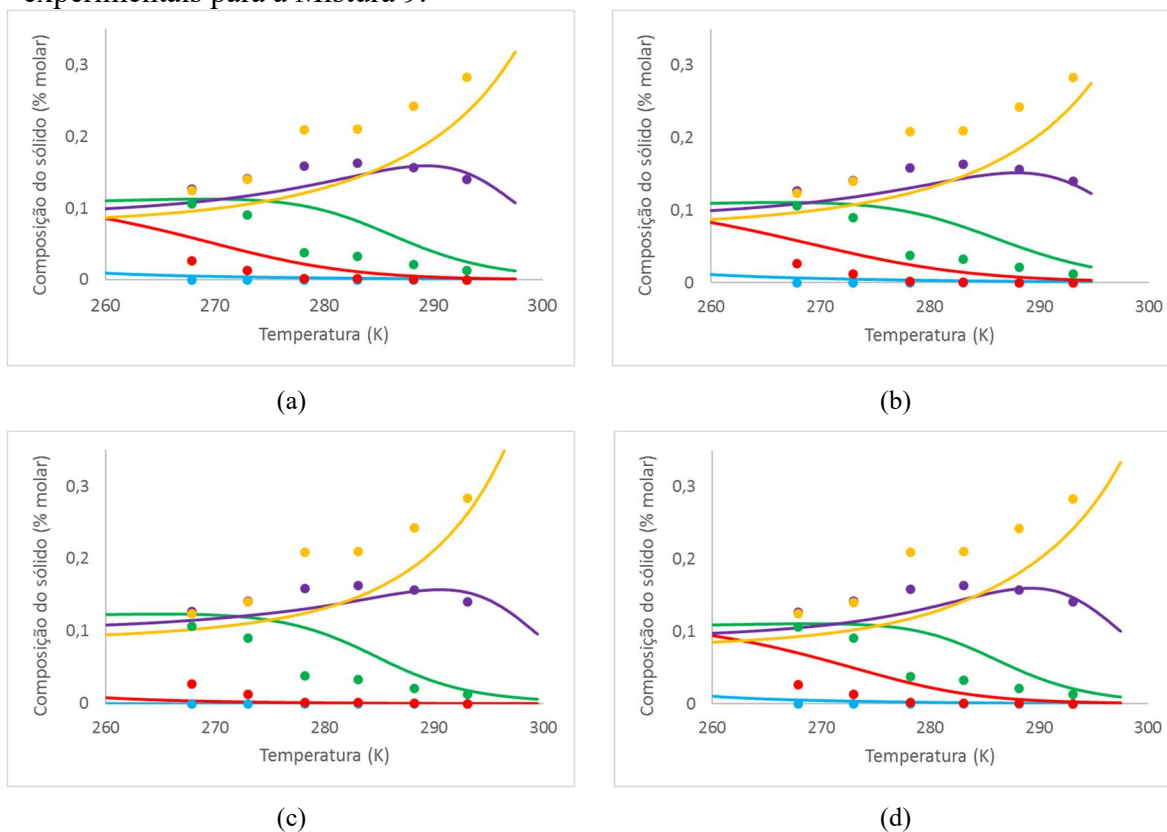 experimentais para a Mistura 9.
Composição do sólido (% molar)
0,3
0,2
0,1
0
260
270
280
290
300
Temperatura (K)
(a)
Composição do sólido (% molar)
0,3
0,2
0,1
0
260
270
280
290
300
Temperatura (K)
(b)
Composição do sólido (% molar)
0,3
0,2
0,1
0
260
270
280
290
300
Temperatura (K)
(c)
Composição do sólido (% molar)
0,3
0,2
0,1
0
260
270
280
290
300
Temperatura (K)
(d)